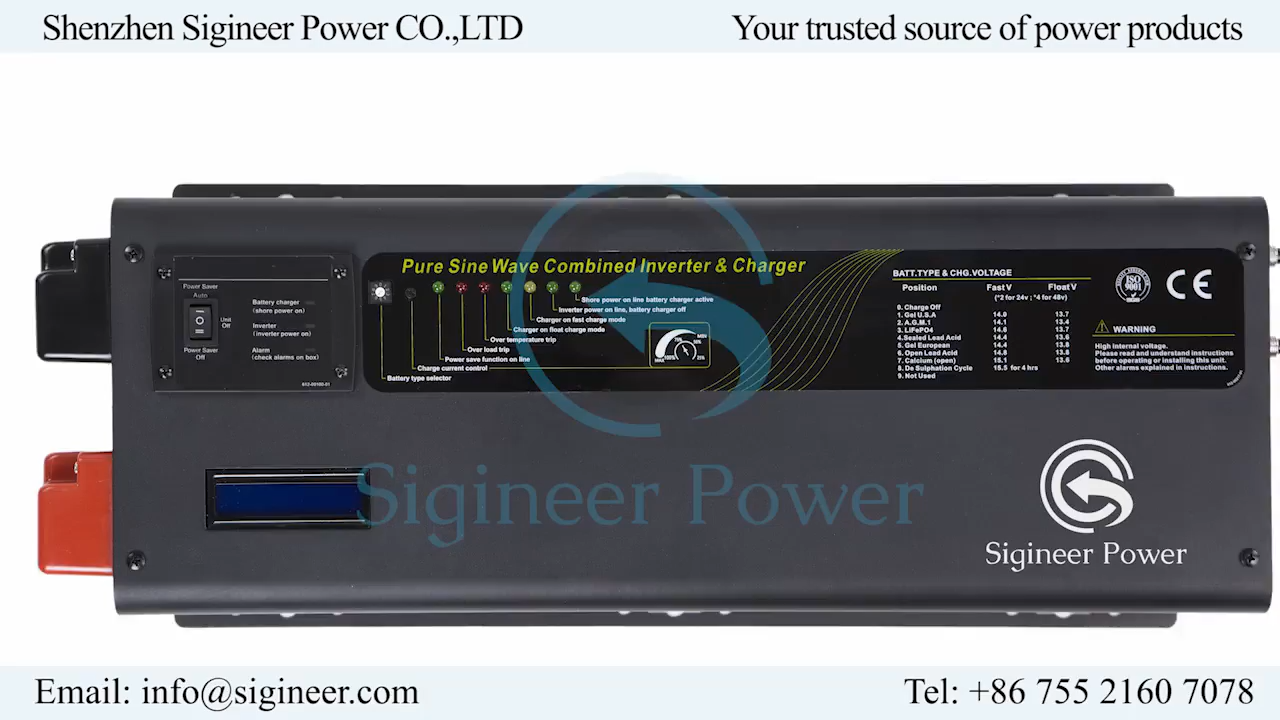 Shenzhen Sigineer Power CO.,LTD
Your trusted source of power products
Pure Sine Wave Combined Inverter & Charger
Power Saver
Auto
Unit
Off
Power Saver
Off
Battery charger
(shore power on)
Inverter
(inverter power on)
Alarm
(check alarms on box)
Shore power on line battery charger active
Inverter power on line, battery charger off
Charger on fast charge mode
Charger on float charge mode
Over temperature trip
Over load trip
Power save function on line
Charge current control
Battery type selector
MIN
75%
50%
MAX
100%
25%
BATT.TYPE & CHG.VOLTAGE
Position Fast V Float V
(*2 for 24v ; *4 for 48v)
0. Charge Off
1. Gel U.S.A 14.0 13.7
2. A.G.M.1 14.1 13.4
3. LiFePO4 14.6 13.7
4.Sealed Lead Acid 14.4 13.6
5. Gel European 14.4 13.8
6. Open Lead Acid 14.8 13.8
7. Calcium (open) 15.1 13.6
8. De Sulphation Cycle 15.5 for 4 hrs
9. Not Used
ISO
9001
CE
WARNING
High internal voltage.
Please read and understand instructions
before operating or installing this unit.
Other alarms explained in instructions.
Sigineer Power
Sigineer Power
Email: info@sigineer.com
Tel: +86 755 2160 7078